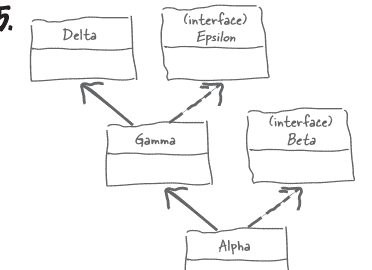 5.
Delta
(interface)
Epsilon
Gamma
(interface)
Beta
Alpha